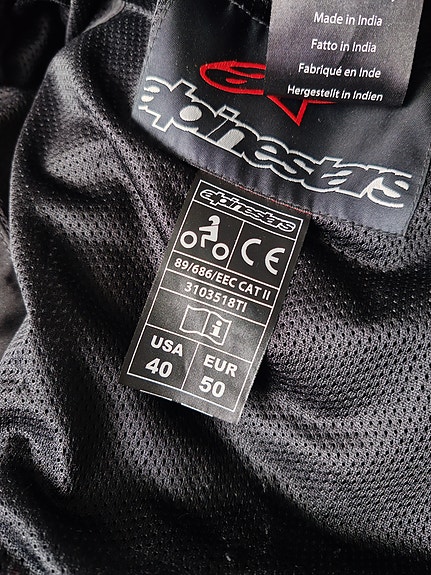 Made in India
Fatto in India
Fabriqué en Inde
Hergestellt in Indien
alpinestars
alpinestars
CE
89/686/EEC CAT II
3103518TI
i
USA EUR
40 50